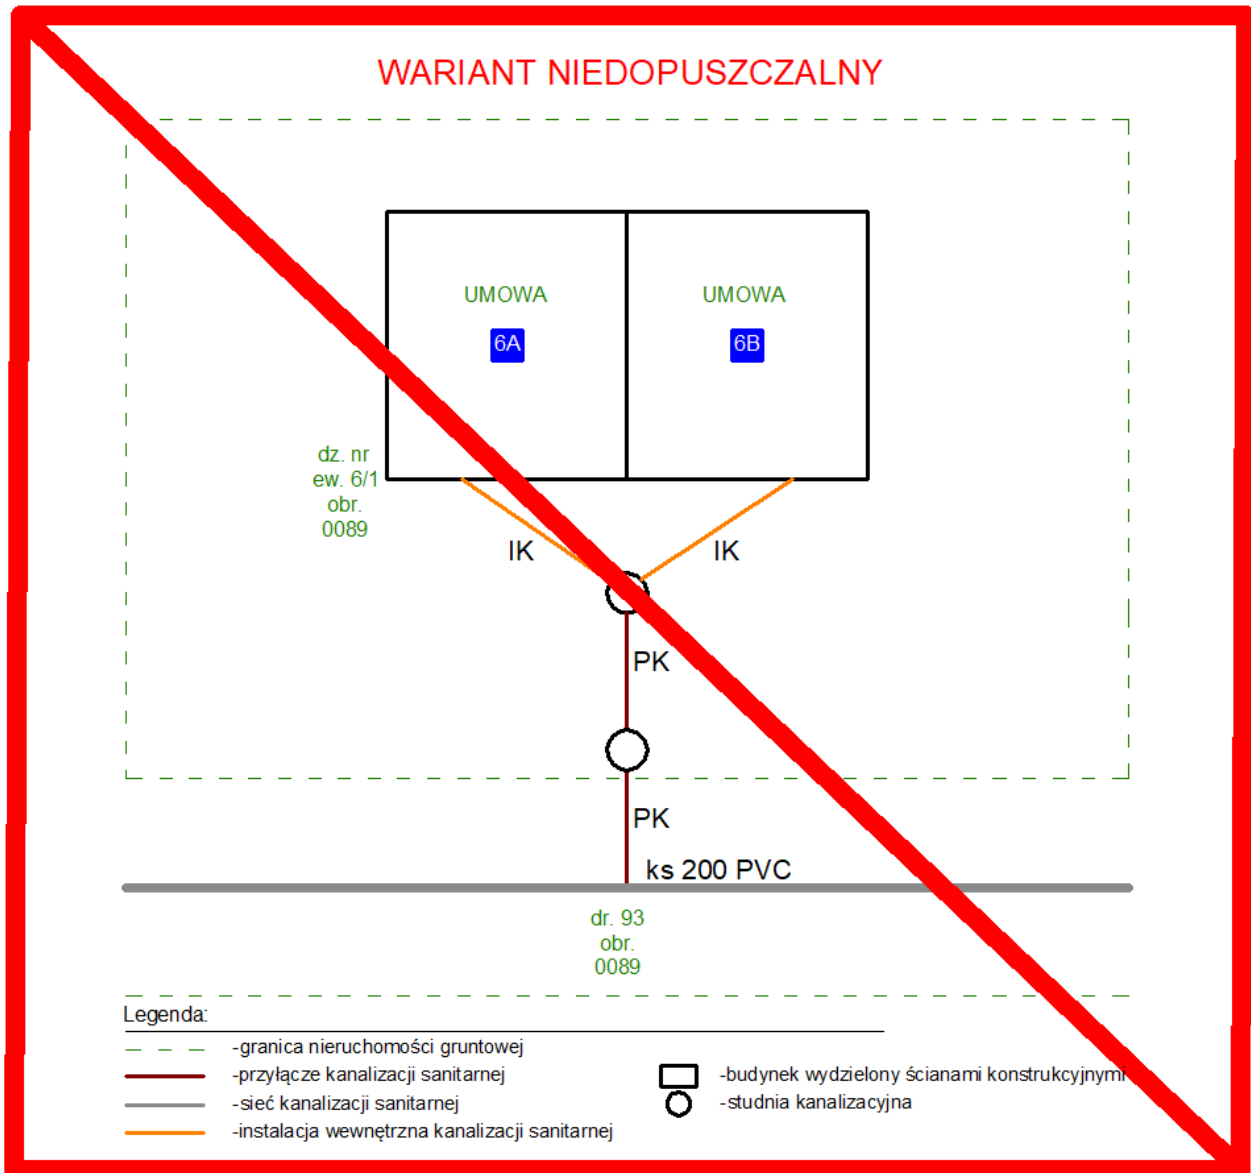 WARIANT NIEDOPUSZCZALNY
UMOWA
UMOWA
6A
6B
dz. nr
ew. 6/1
obr.
0089
IK
IK
PK
PK
ks 200 PVC
dr. 93
obr.
0089
Legenda:
-granica nieruchomości gruntowej
-przyłącze kanalizacji sanitarnej
-sieć kanalizacji sanitarnej
-instalacja wewnętrzna kanalizacji sanitarnej
-budynek wydzielony ścianami konstrukcyjnymi
-studnia kanalizacyjna